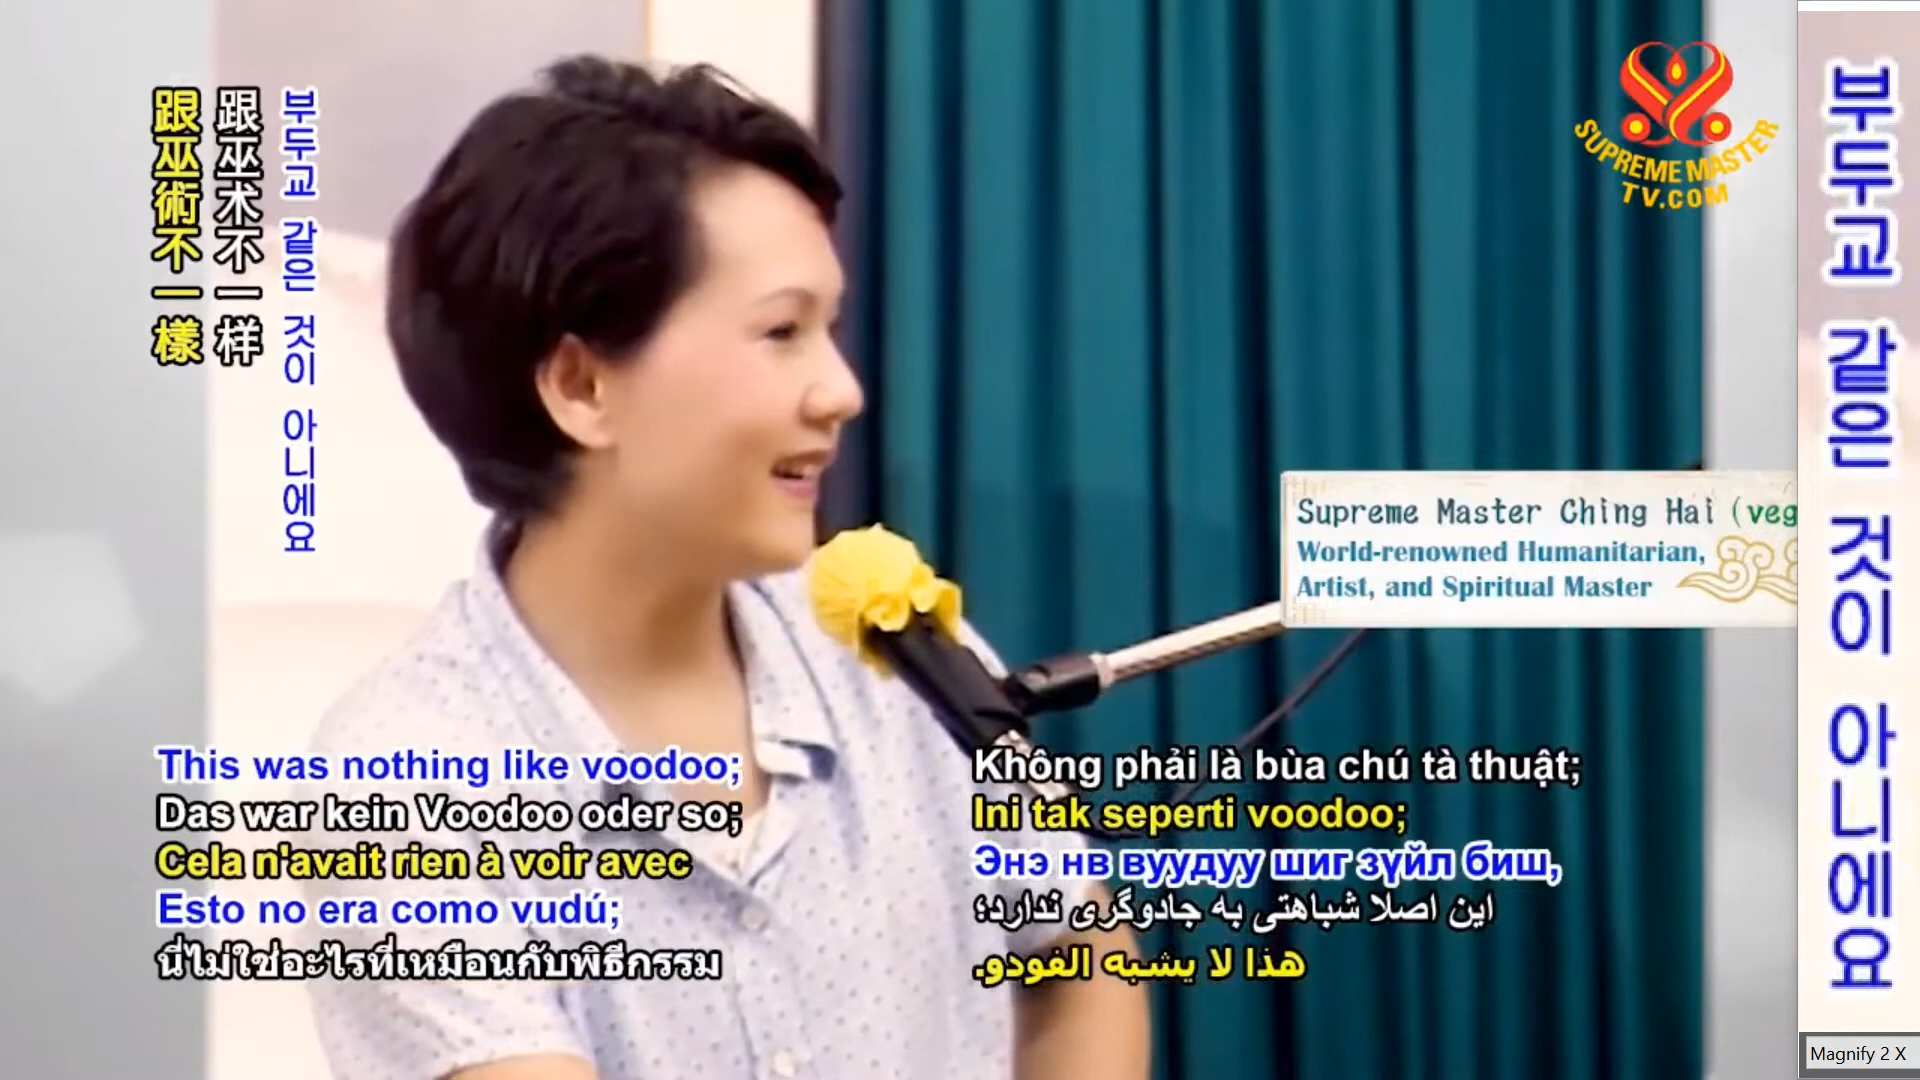 跟巫術不一樣
跟巫术不一样
부두교 같은 것이 아니에요
SUPREME MASTER
TV.COM
Supreme Master Ching Hai (veg
World-renowned Humanitarian,
Artist, and Spiritual Master
This was nothing like voodoo;
Das war kein Voodoo oder so;
Cela n'avait rien à voir avec
Esto no era como vudú;
นี่ไม่ใช่อะไรที่เหมือนกับพิธีกรรม
Không phải là bùa chú tà thuật;
Ini tak seperti voodoo;
Энэ нв вуудуу шиг зүйл биш,
این اصلا شباهتی به جادوگری ندارد؛
هذا لا يشبه الفودو.
부두교 같은 것이 아니에요
Magnify 2 X